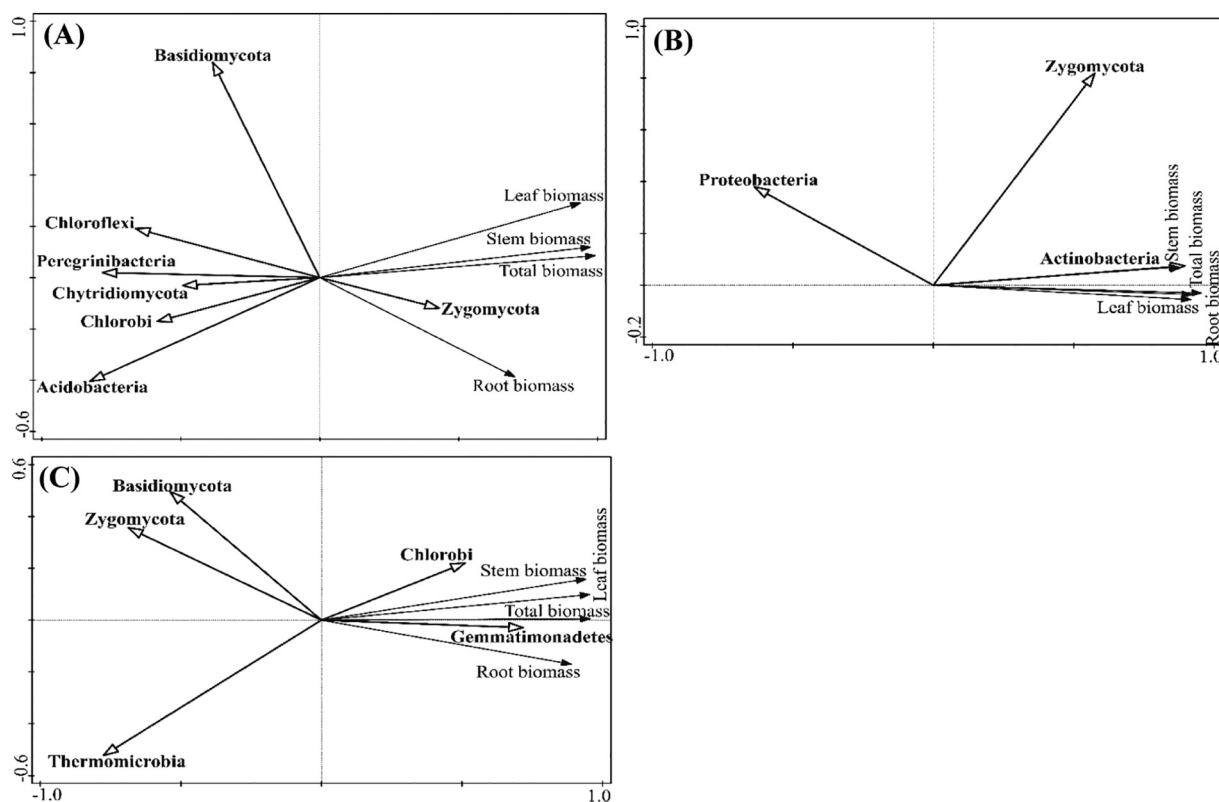 (A)
1.0
Basidiomycota
Leaf biomass
Chloroflexi
Stem biomass
Peregrinibacteria
Total biomass
Chytridiomycota
Chlorobi
Zygomycota
Acidobacteria
Root biomass
-0.6
(B)
1.0
Zygomycota
Proteobacteria
Stem biomass
Total biomass
Actinobacteria
Leaf biomass
Root biomass
-0.2
-1.0
1.0
(C)
0.6
Basidiomycota
Zygomycota
Chlorobi
Stem biomass
Leaf biomass
Total biomass
Gemmatimonadetes
Root biomass
Thermomicrobia
-0.6
-1.0
1.0